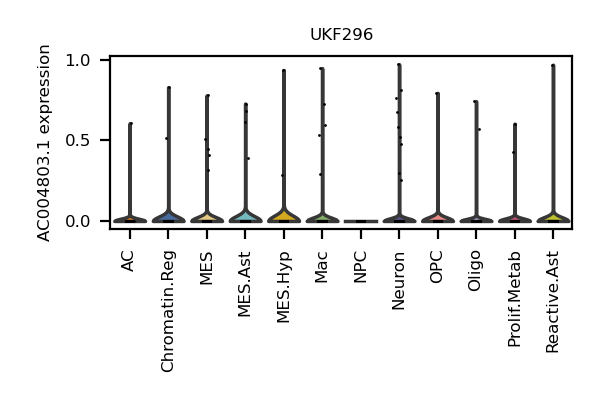 UKF296
AC004803.1 expression
1.0
0.5
0.0
AC
Chromatin.Reg
MES
MES.Ast
MES.Hyp
Mac
NPC
Neuron
OPC
Oligo
Prolif.Metab
Reactive.Ast